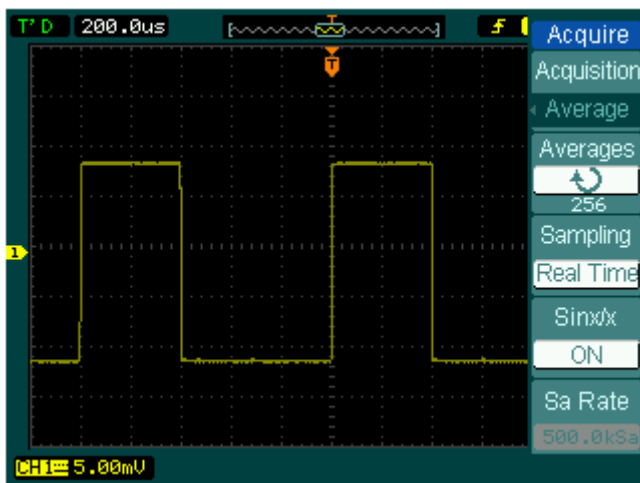 T'D 200.0us
T
Acquire
Acquisition
Average
Averages
256
Sampling
Real Time
Sinx/x
ON
Sa Rate
500.0kSa
T
1
CH1 5.00mV